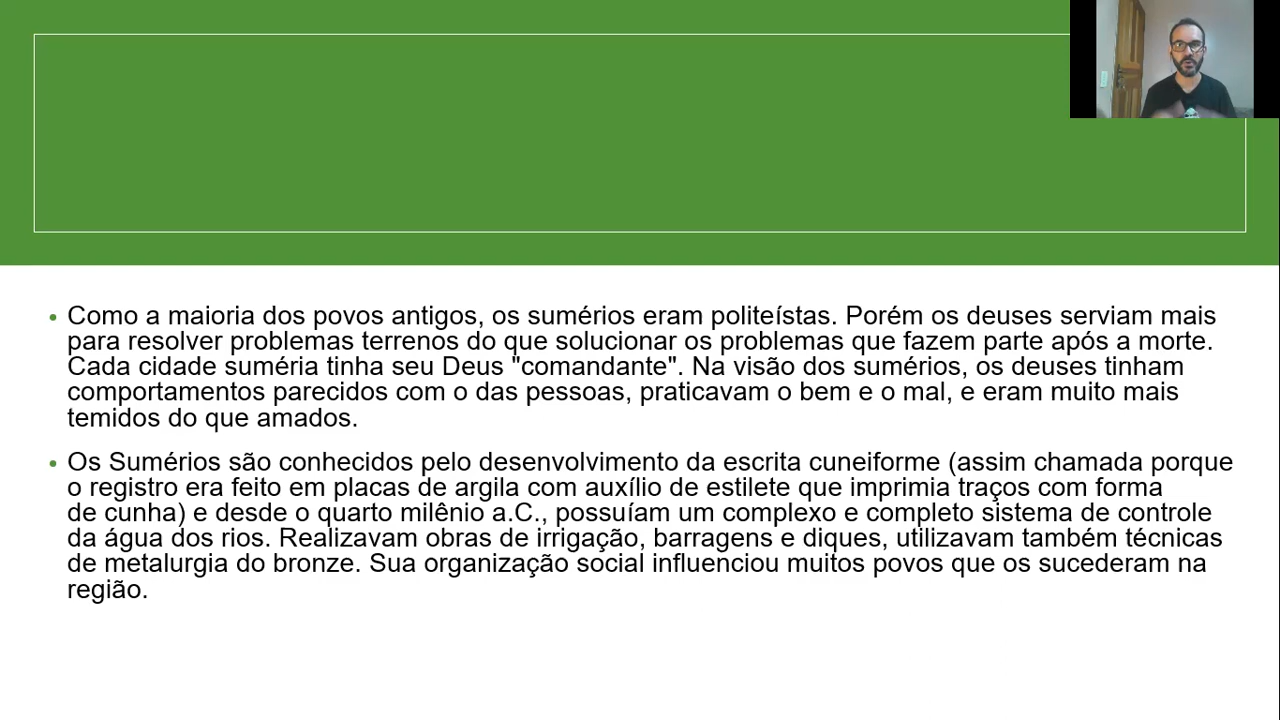 Como a maioria dos povos antigos, os sumérios eram politeístas. Porém os deuses serviam mais
para resolver problemas terrenos do que solucionar os problemas que fazem parte após a morte.
Cada cidade suméria tinha seu Deus "comandante". Na visão dos sumérios, os deuses tinham
comportamentos parecidos com o das pessoas, praticavam o bem e o mal, e eram muito mais
temidos do que amados.
Os Sumérios são conhecidos pelo desenvolvimento da escrita cuneiforme (assim chamada porque
o registro era feito em placas de argila com auxílio de estilete que imprimia traços com forma
de cunha) e desde o quarto milênio a.C., possuíam um complexo e completo sistema de controle
da água dos rios. Realizavam obras de irrigação, barragens e diques, utilizavam também técnicas
de metalurgia do bronze. Sua organização social influenciou muitos povos que os sucederam na
região.